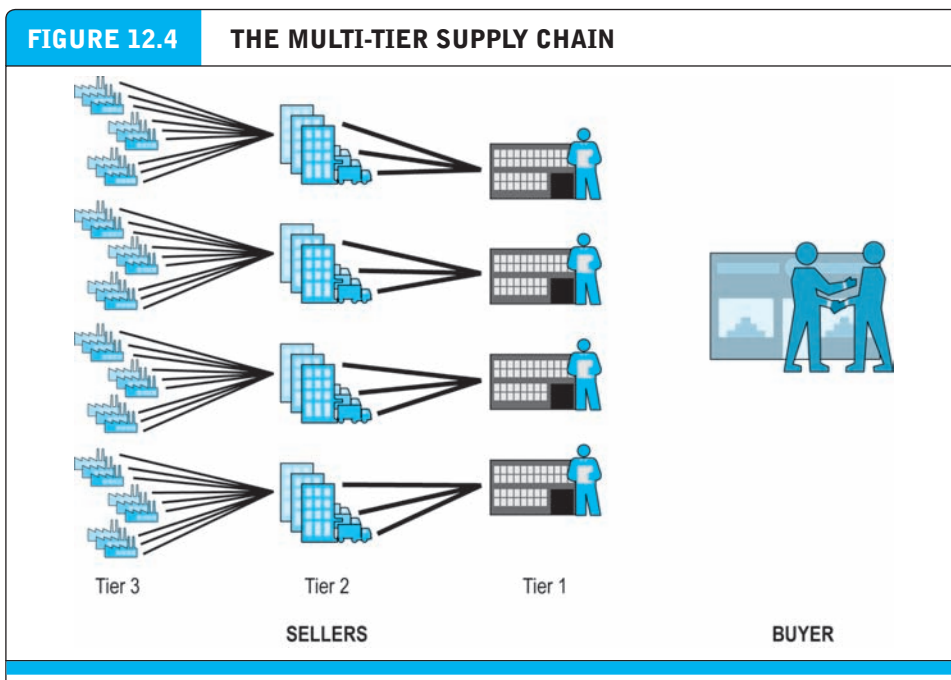 FIGURE 12.4 THE MULTI-TIER SUPPLY CHAIN
Tier 3 Tier 2 Tier 1
SELLERS BUYER